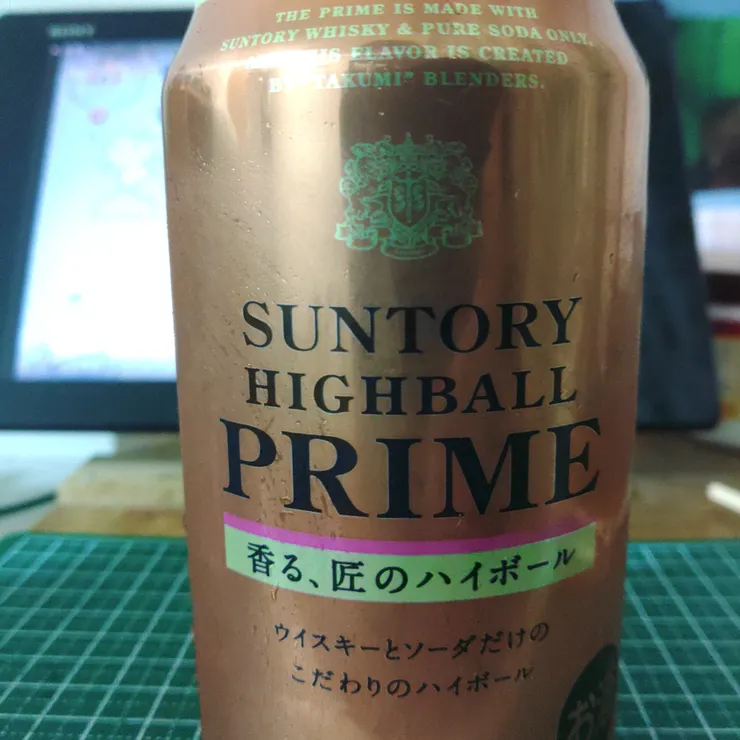 THE PRIME IS MADE WITH
SUNTORY WHISKY & PURE SODA ONLY.
FLAVOR IS CREATED
"TAKUMI" BLENDERS.
SUNTORY
HIGHBALL
PRIME
香る、匠のハイボール
ウイスキーとソーダだけの
こだわりのハイボール
お酒